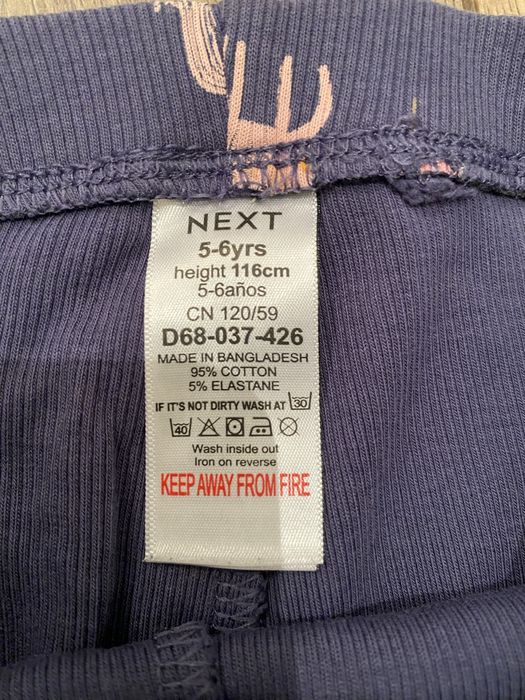 NEXT
5-6yrs
height 116cm
5-6años
CN 120/59
D68-037-426
MADE IN BANGLADESH
95% COTTON
5% ELASTANE
IF IT'S NOT DIRTY WASH AT 30
40
Wash inside out
Iron on reverse
KEEP AWAY FROM FIRE